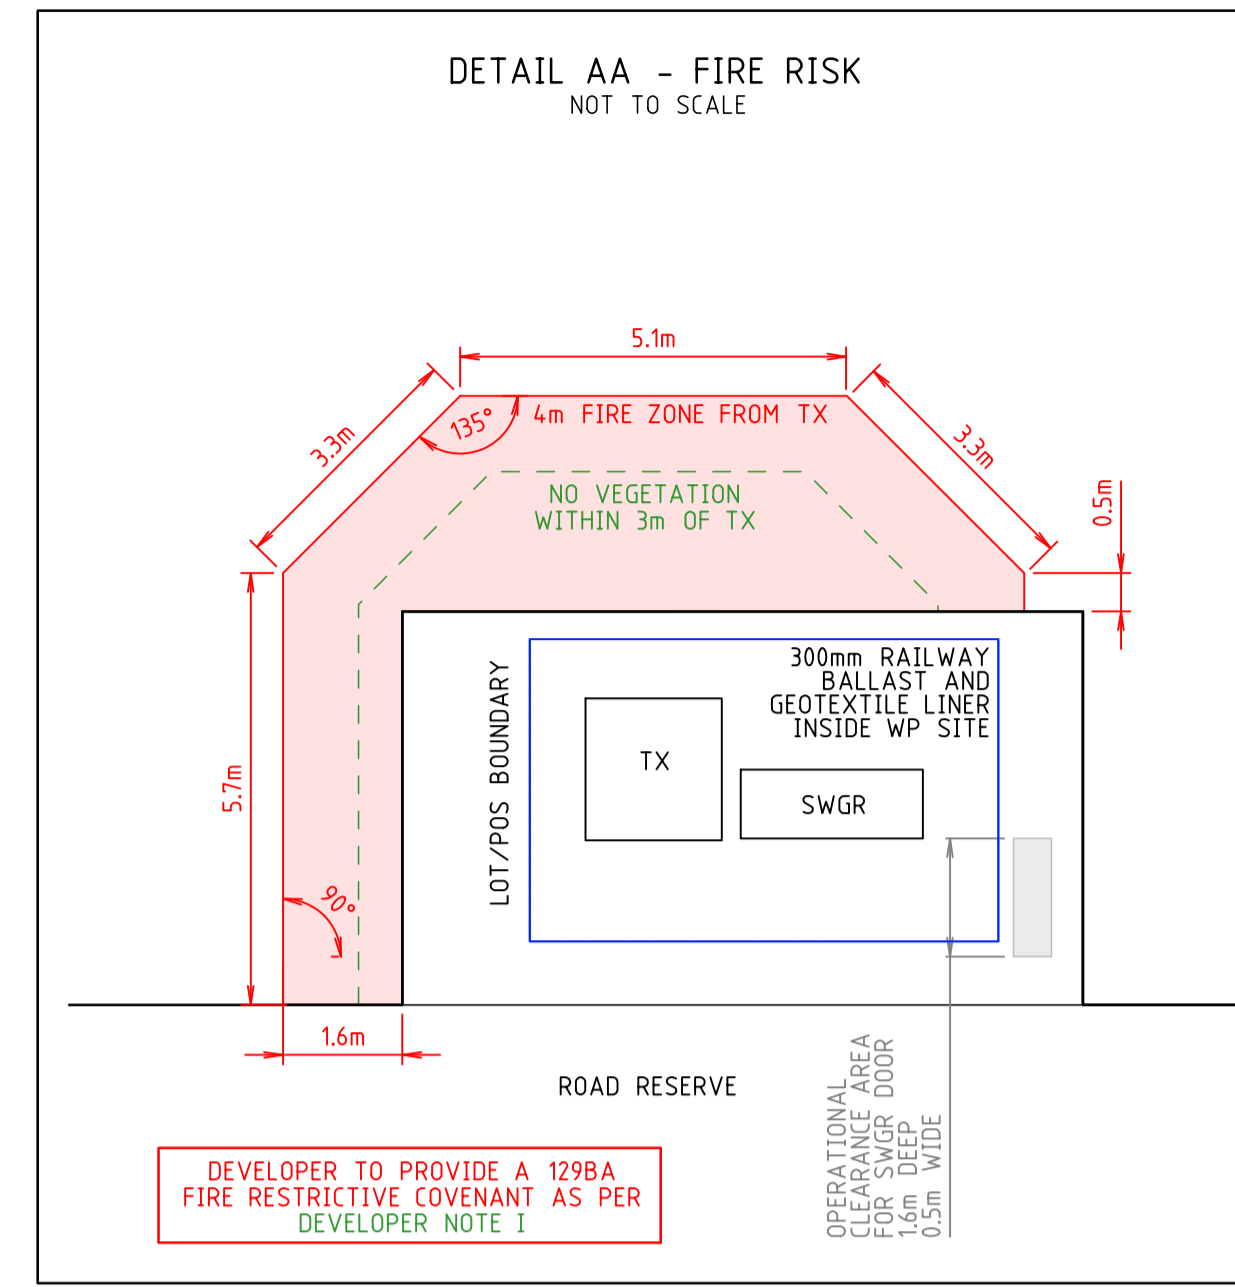 DETAIL AA - FIRE RISK
NOT TO SCALE
5.1m
3.3m
135°
4m FIRE ZONE FROM TX
3.3m
NO VEGETATION
WITHIN 3m OF TX
0.5m
5.7m
LOT/POS BOUNDARY
300mm RAILWAY
BALLAST AND
GEOTEXTILE LINER
INSIDE WP SITE
TX
SWGR
90°
1.6m
ROAD RESERVE
OPERATIONAL
CLEARANCE AREA
FOR SWGR DOOR
1.6m DEEP
0.5m WIDE
DEVELOPER TO PROVIDE A 129BA
FIRE RESTRICTIVE COVENANT AS PER
DEVELOPER NOTE I